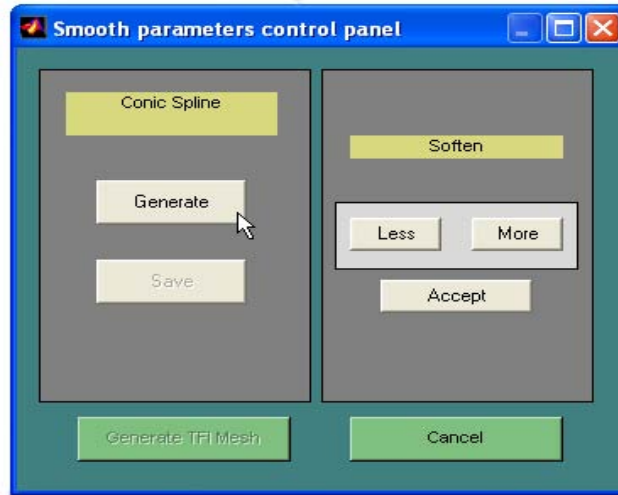 Smooth parameters control panel
Conic Spline
Generate
Save
Soften
Less More
Accept
Generate TFI Mesh
Cancel